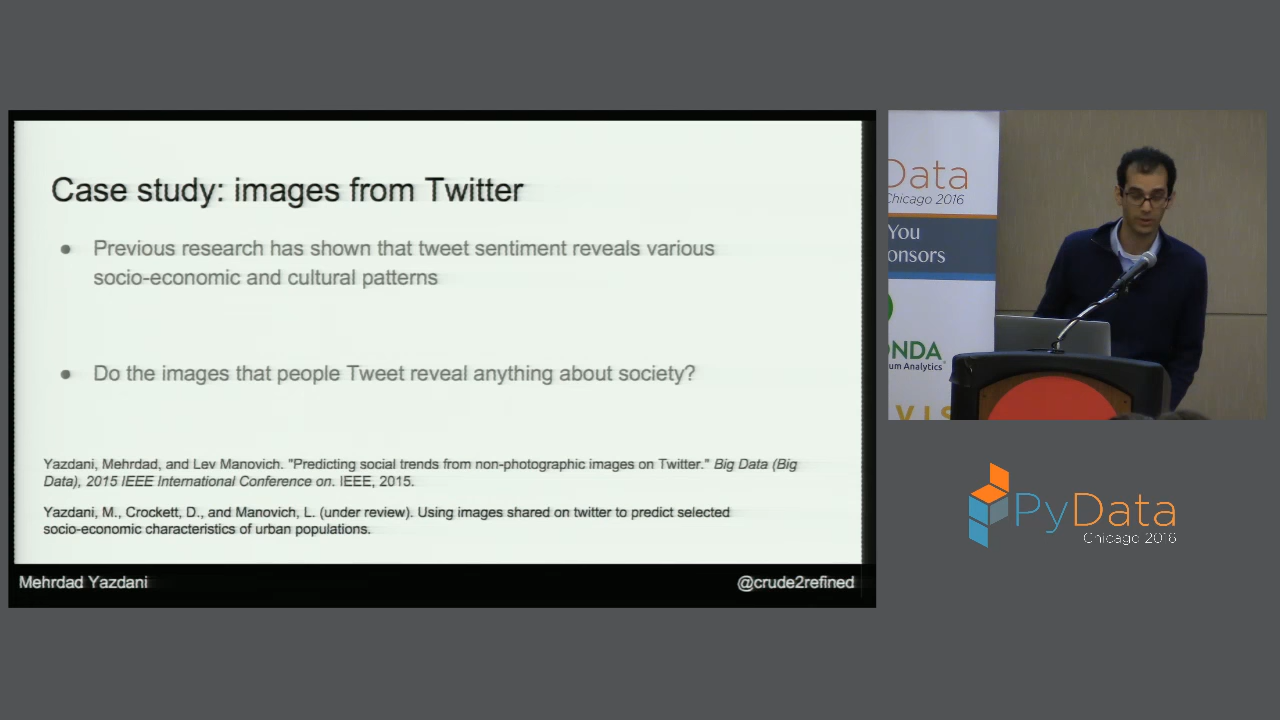 Case study: images from Twitter
● Previous research has shown that tweet sentiment reveals various
socio-economic and cultural patterns
● Do the images that people Tweet reveal anything about society?
Yazdani, Mehrdad, and Lev Manovich. "Predicting social trends from non-photographic images on Twitter." Big Data (Big
Data), 2015 IEEE International Conference on. IEEE, 2015.
Yazdani, M., Crockett, D., and Manovich, L. (under review). Using images shared on twitter to predict selected
socio-economic characteristics of urban populations.
Mehrdad Yazdani
@crude2refined
Data
Chicago 2016
You
onsors
NDA
um Analytics
VIS
PyData
Chicago 2016